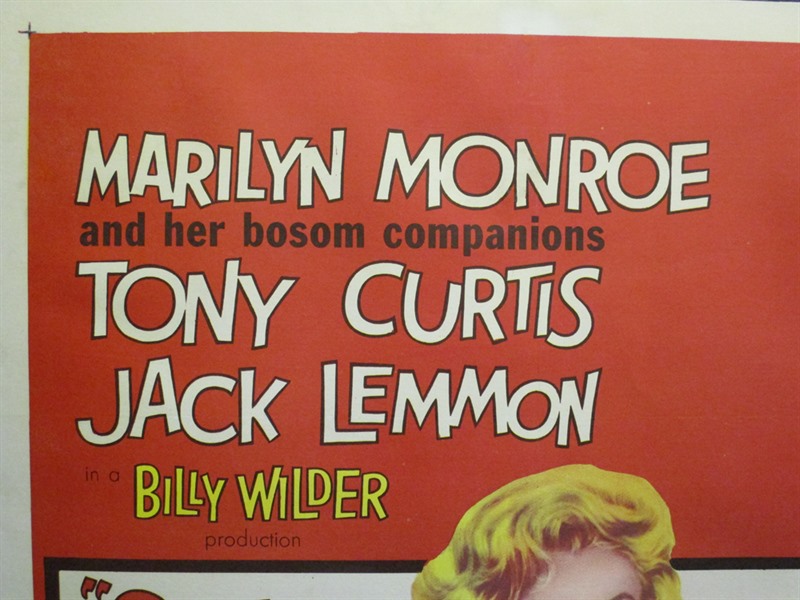 MARILYN MONROE
and her bosom companions
TONY CURTIS
JACK LEMMON
in a BILLY WILDER
production